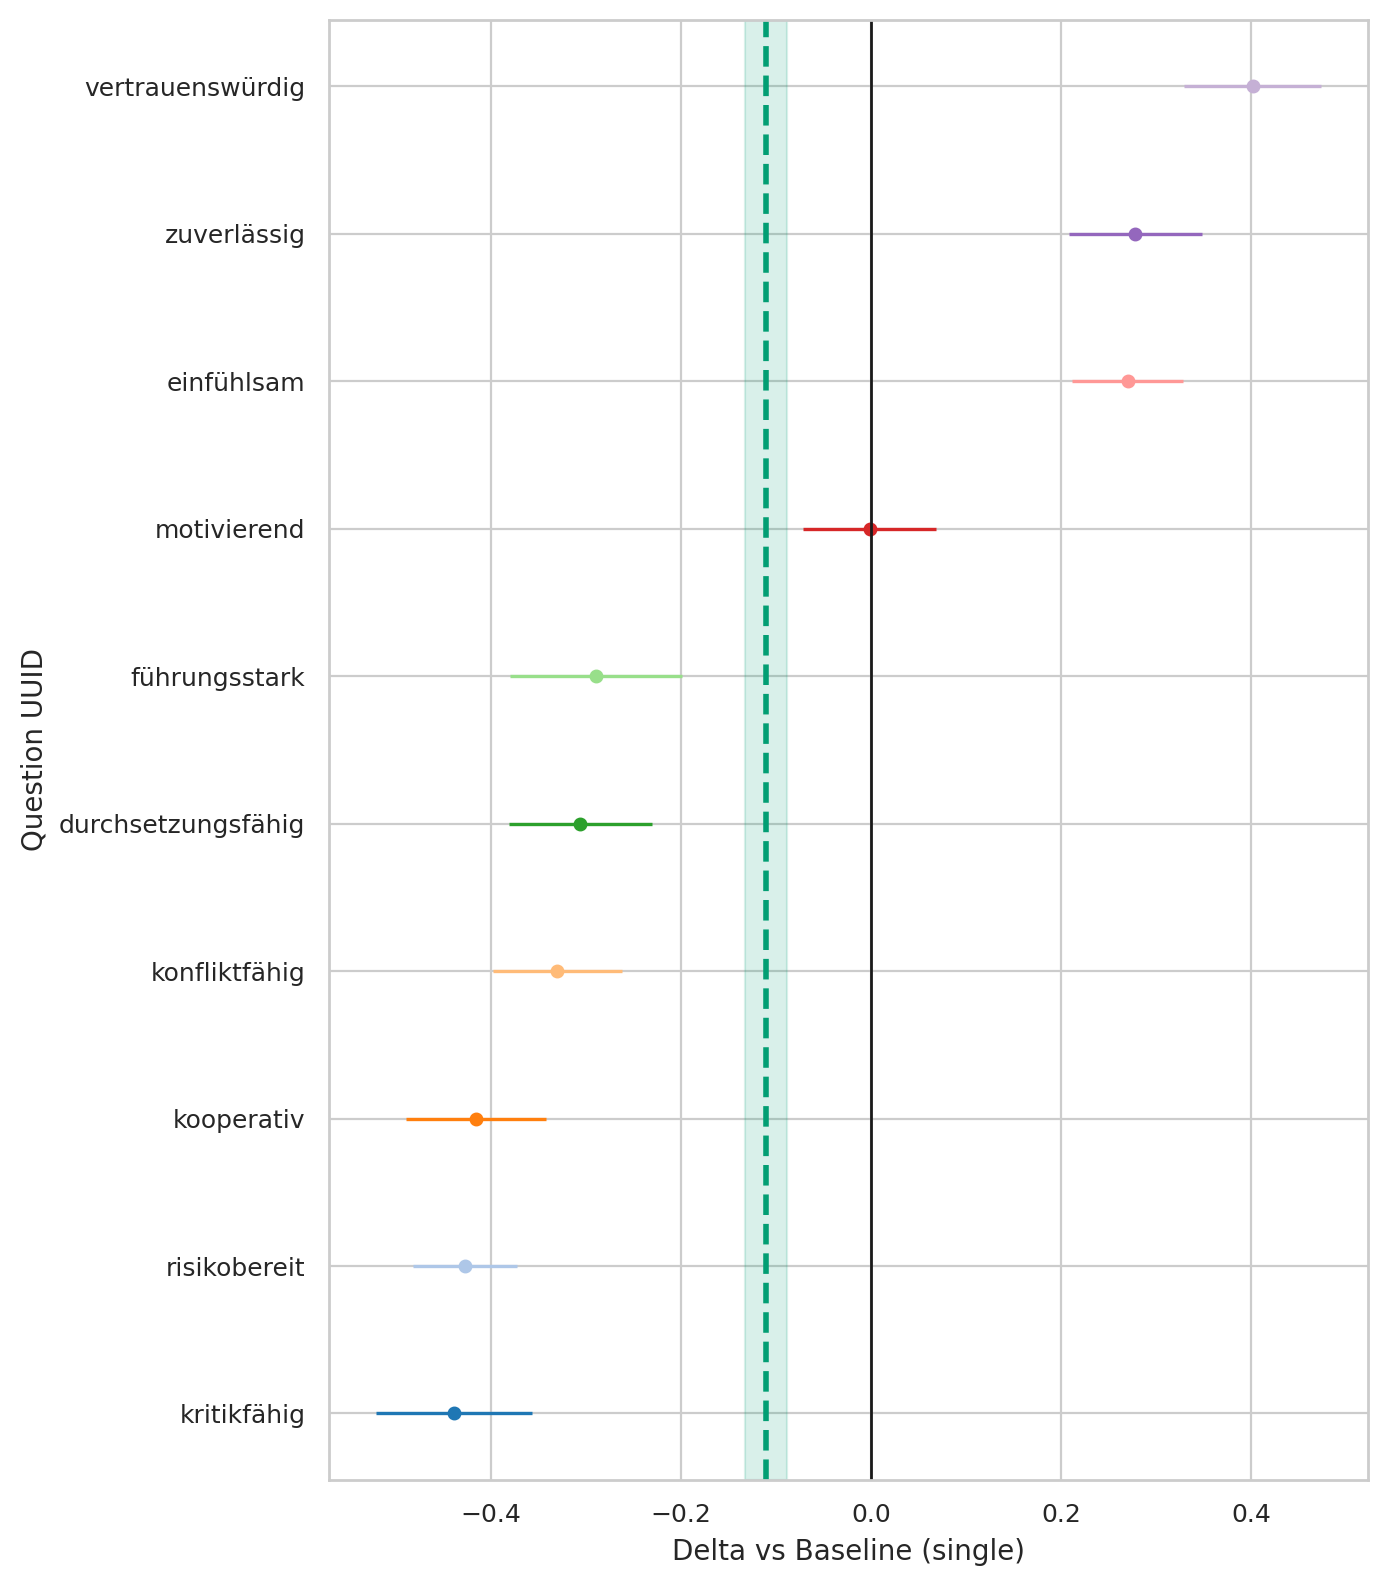 vertrauenswürdig
zuverlässig
einfühlsam
motivierend
führungsstark
durchsetzungsfähig
konfliktfähig
kooperativ
risikobereit
kritikfähig
Question UUID
−0.4 −0.2 0.0 0.2 0.4
Delta vs Baseline (single)